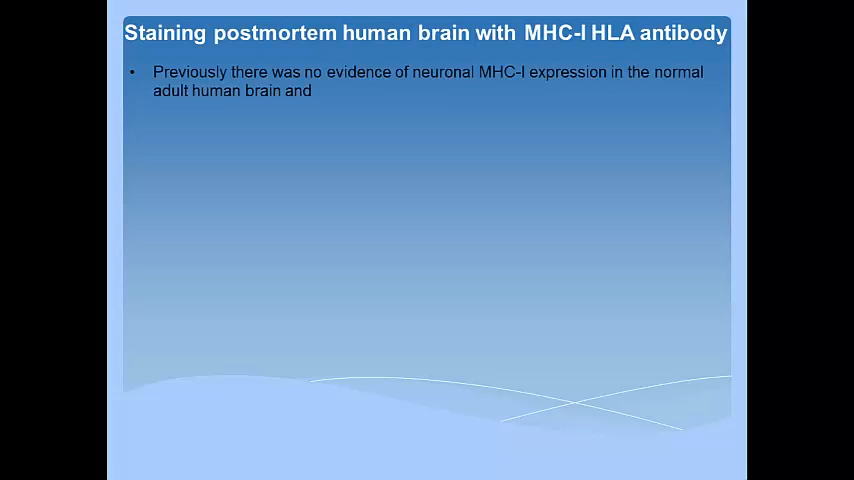 Staining postmortem human brain with MHC-I HLA antibody
• Previously there was no evidence of neuronal MHC-I expression in the normal
adult human brain and